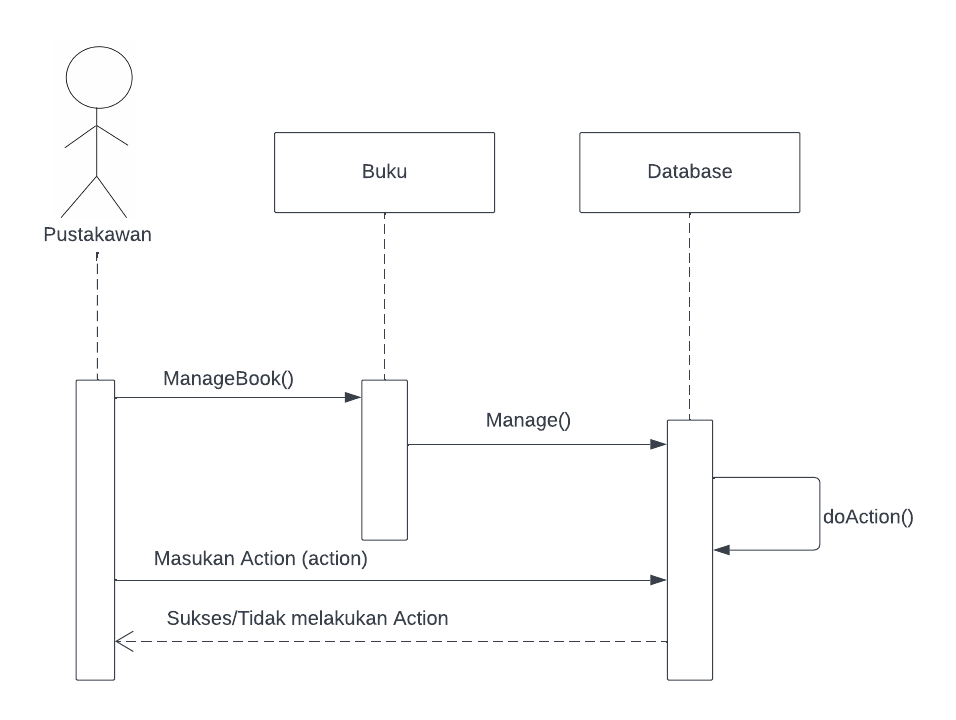 Buku
Database
Pustakawan
ManageBook()
Manage()
doAction()
Masukan Action (action)
Sukses/Tidak melakukan Action